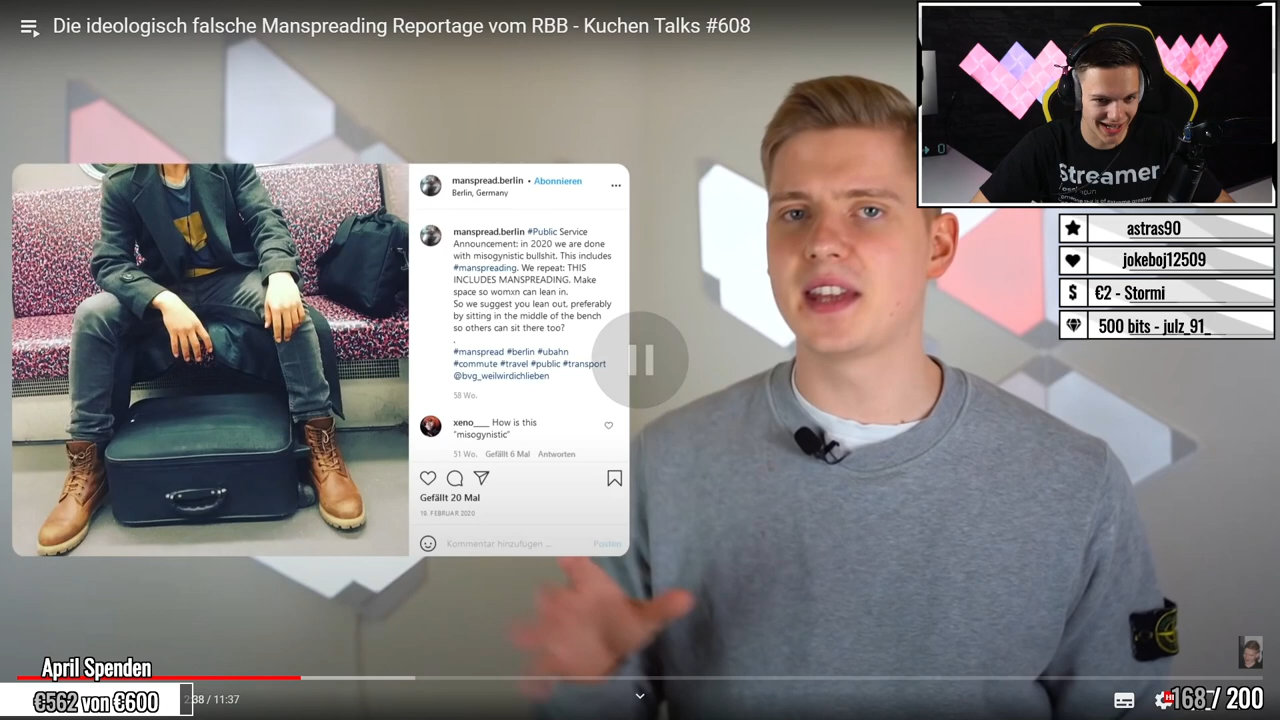 Die ideologisch falsche Manspreading Reportage vom RBB - Kuchen Talks #608
Streamer
manspread.berlin • Abonnieren
Berlin, Germany
manspread.berlin #Public Service
Announcement: in 2020 we are done
with misogynistic bullshit. This includes
#manspreading. We repeat: THIS
INCLUDES MANSPREADING. Make
space so womxn can lean in.
So we suggest you lean out, preferably
by sitting in the middle of the bench
so others can sit there too?
.
#manspread #berlin #ubahn
#commute #travel #public #transport
@bvg_weilwirdichlieben
58 Wo.
xeno___ How is this
"misogynistic"
51 Wo. Gefällt 6 Mal Antworten
Gefällt 20 Mal
19. FEBRUAR 2020
Kommentar hinzufügen ...
Posten
astras90
jokeboj12509
$ €2 - Stormi
500 bits - julz_91_
April Spenden
€562 von €600
2:38 / 11:37
168 / 200